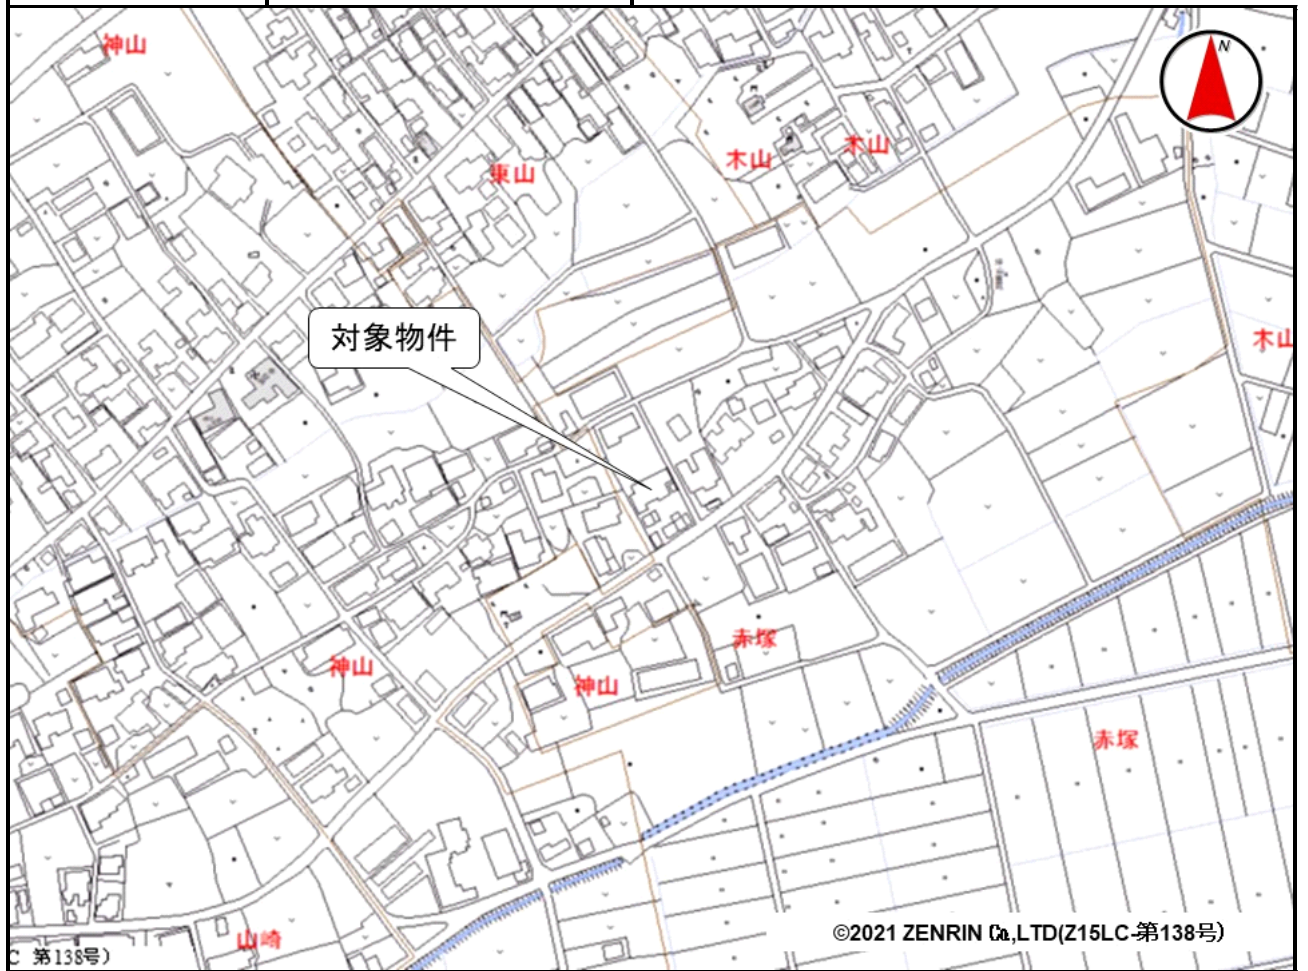 神山
N
木山
東山
木山
対象物件
木山
赤塚
神山
神山
赤塚
©2021 ZENRIN Co.,LTD(Z15LC-第138号)
山崎
C 第138号)